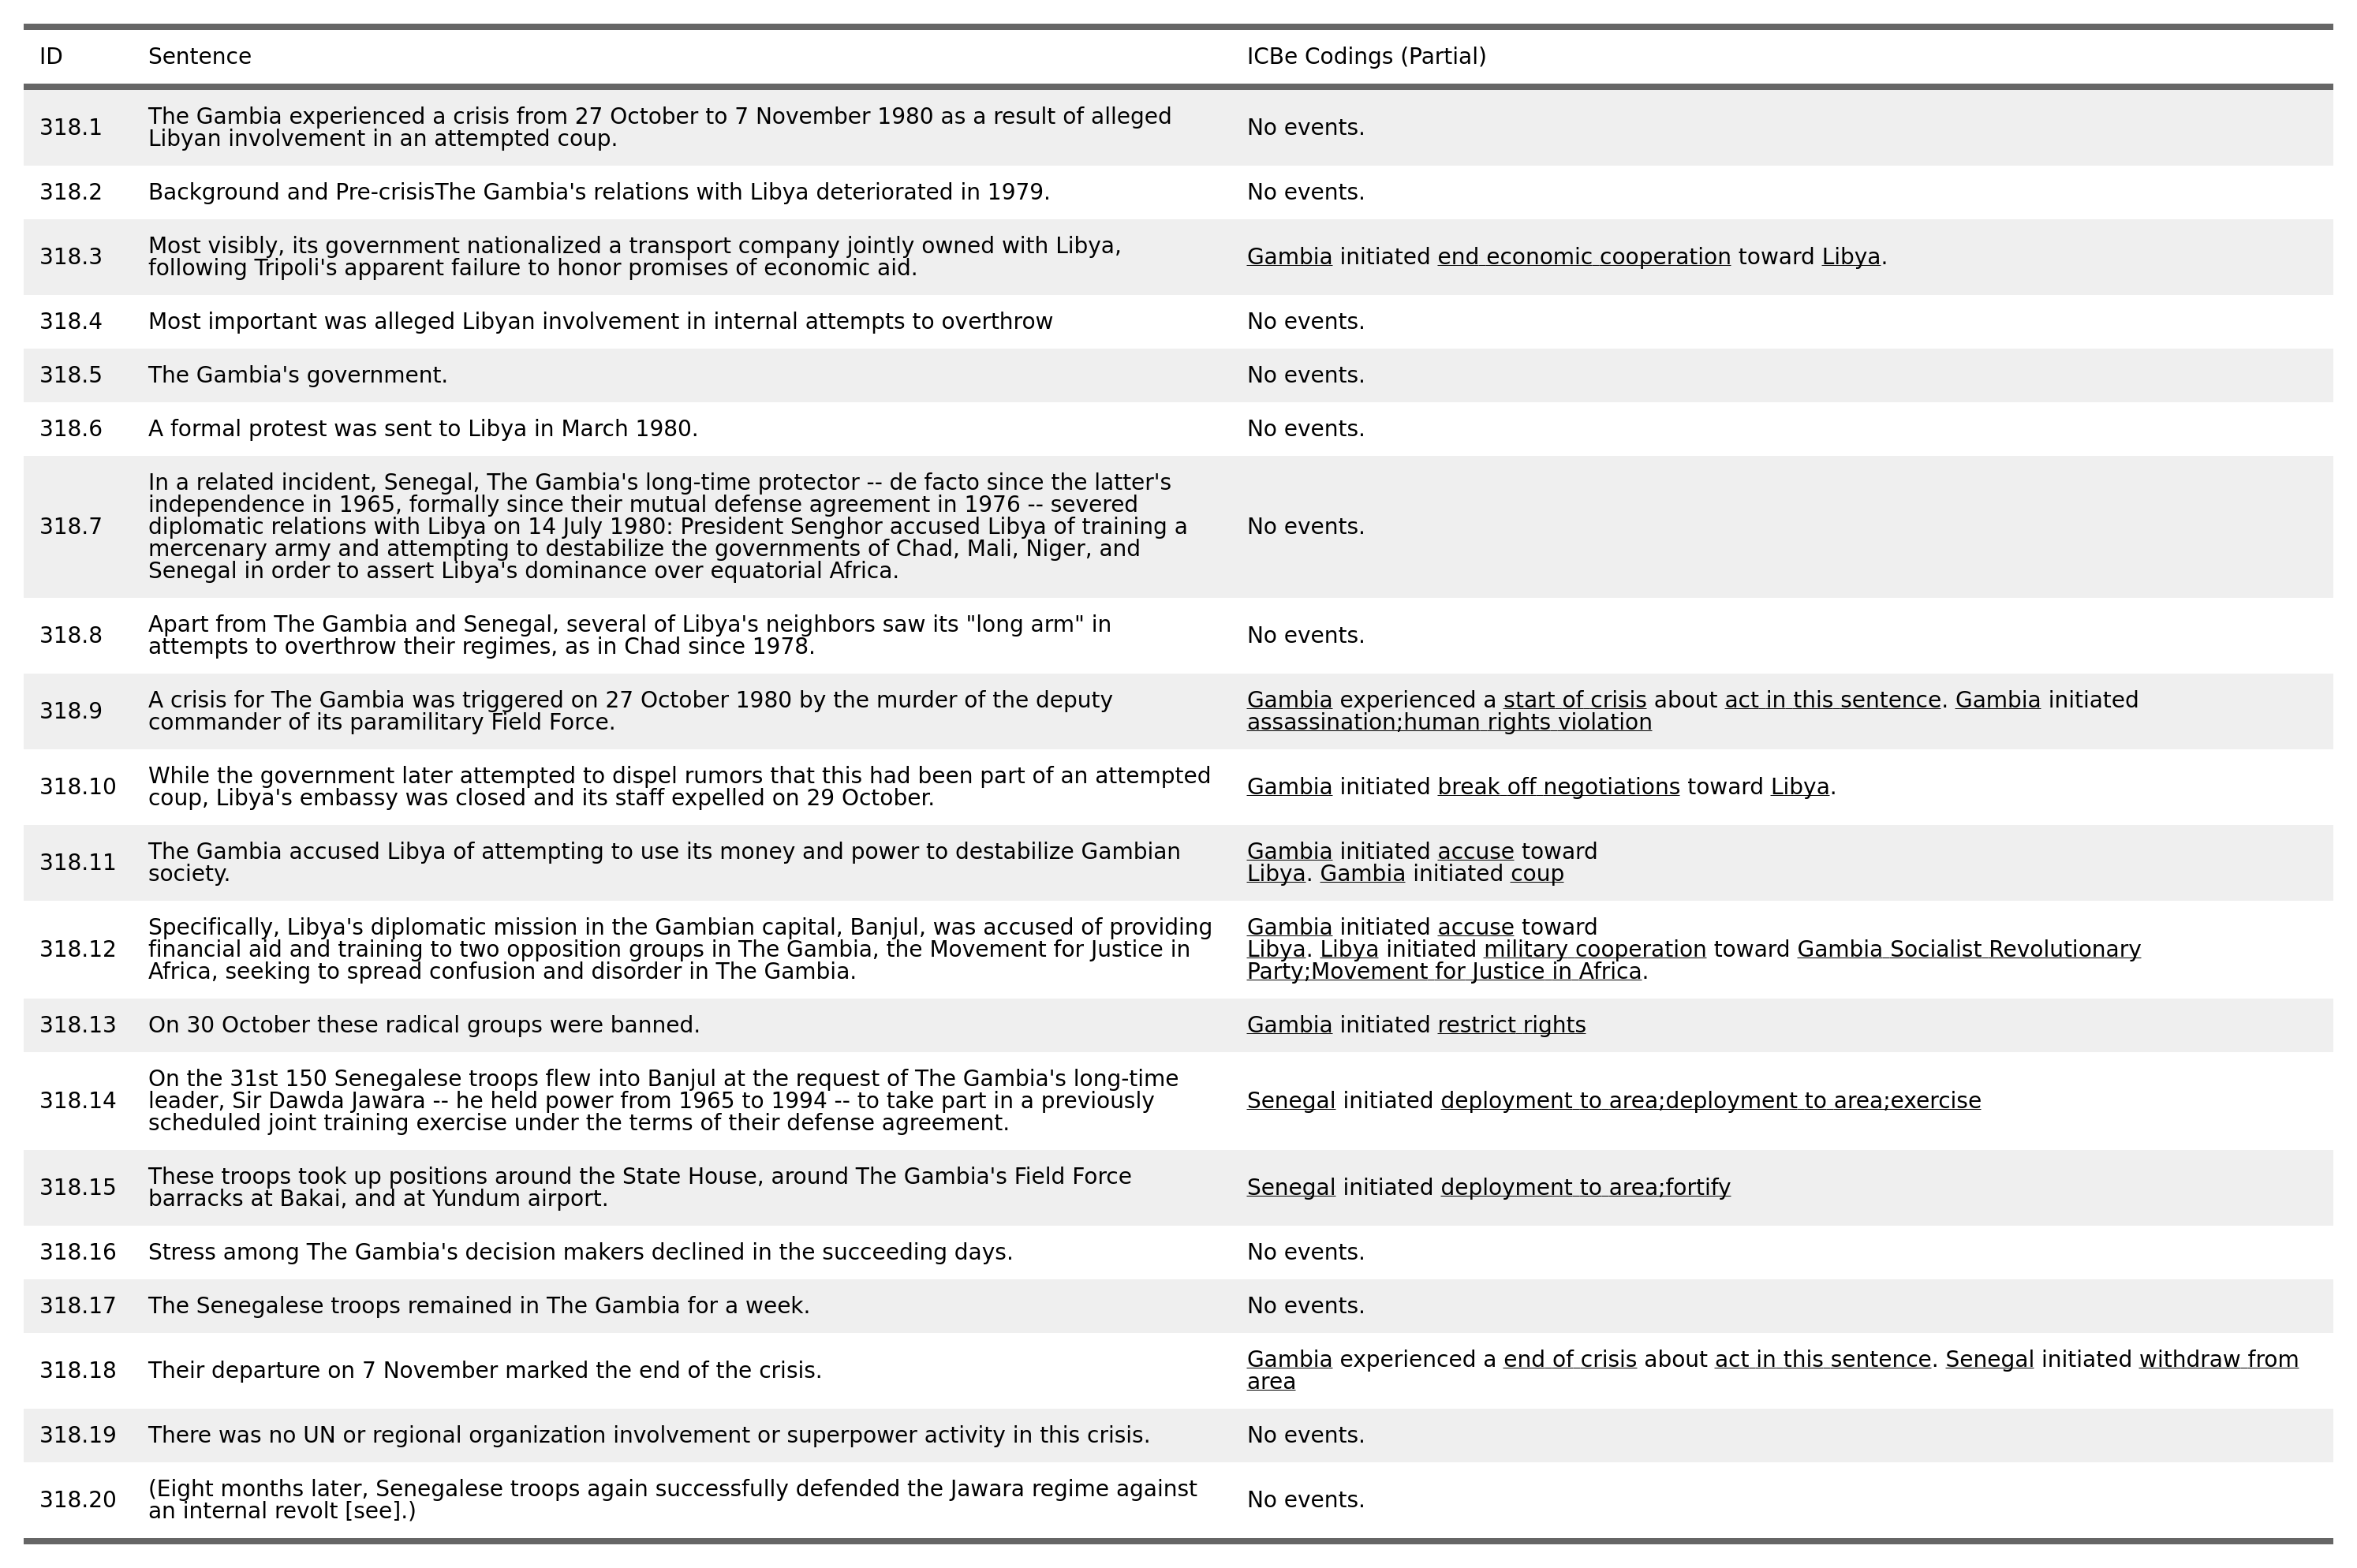 ID Sentence ICBe Codings (Partial)
318.1 The Gambia experienced a crisis from 27 October to 7 November 1980 as a result of alleged
Libyan involvement in an attempted coup. No events.
318.2 Background and Pre-crisisThe Gambia's relations with Libya deteriorated in 1979. No events.
318.3 Most visibly, its government nationalized a transport company jointly owned with Libya,
following Tripoli's apparent failure to honor promises of economic aid. Gambia initiated end economic cooperation toward Libya.
318.4 Most important was alleged Libyan involvement in internal attempts to overthrow No events.
318.5 The Gambia's government. No events.
318.6 A formal protest was sent to Libya in March 1980. No events.
318.7 In a related incident, Senegal, The Gambia's long-time protector -- de facto since the latter's
independence in 1965, formally since their mutual defense agreement in 1976 -- severed
diplomatic relations with Libya on 14 July 1980: President Senghor accused Libya of training a
mercenary army and attempting to destabilize the governments of Chad, Mali, Niger, and
Senegal in order to assert Libya's dominance over equatorial Africa. No events.
318.8 Apart from The Gambia and Senegal, several of Libya's neighbors saw its "long arm" in
attempts to overthrow their regimes, as in Chad since 1978. No events.
318.9 A crisis for The Gambia was triggered on 27 October 1980 by the murder of the deputy
commander of its paramilitary Field Force. Gambia experienced a start of crisis about act in this sentence. Gambia initiated
assassination;human rights violation
318.10 While the government later attempted to dispel rumors that this had been part of an attempted
coup, Libya's embassy was closed and its staff expelled on 29 October. Gambia initiated break off negotiations toward Libya.
318.11 The Gambia accused Libya of attempting to use its money and power to destabilize Gambian
society. Gambia initiated accuse toward
Libya. Gambia initiated coup
318.12 Specifically, Libya's diplomatic mission in the Gambian capital, Banjul, was accused of providing
financial aid and training to two opposition groups in The Gambia, the Movement for Justice in
Africa, seeking to spread confusion and disorder in The Gambia. Gambia initiated accuse toward
Libya. Libya initiated military cooperation toward Gambia Socialist Revolutionary
Party;Movement for Justice in Africa.
318.13 On 30 October these radical groups were banned. Gambia initiated restrict rights
318.14 On the 31st 150 Senegalese troops flew into Banjul at the request of The Gambia's long-time
leader, Sir Dawda Jawara -- he held power from 1965 to 1994 -- to take part in a previously
scheduled joint training exercise under the terms of their defense agreement. Senegal initiated deployment to area;deployment to area;exercise
318.15 These troops took up positions around the State House, around The Gambia's Field Force
barracks at Bakai, and at Yundum airport. Senegal initiated deployment to area;fortify
318.16 Stress among The Gambia's decision makers declined in the succeeding days. No events.
318.17 The Senegalese troops remained in The Gambia for a week. No events.
318.18 Their departure on 7 November marked the end of the crisis. Gambia experienced a end of crisis about act in this sentence. Senegal initiated withdraw from
area
318.19 There was no UN or regional organization involvement or superpower activity in this crisis. No events.
318.20 (Eight months later, Senegalese troops again successfully defended the Jawara regime against
an internal revolt [see].) No events.